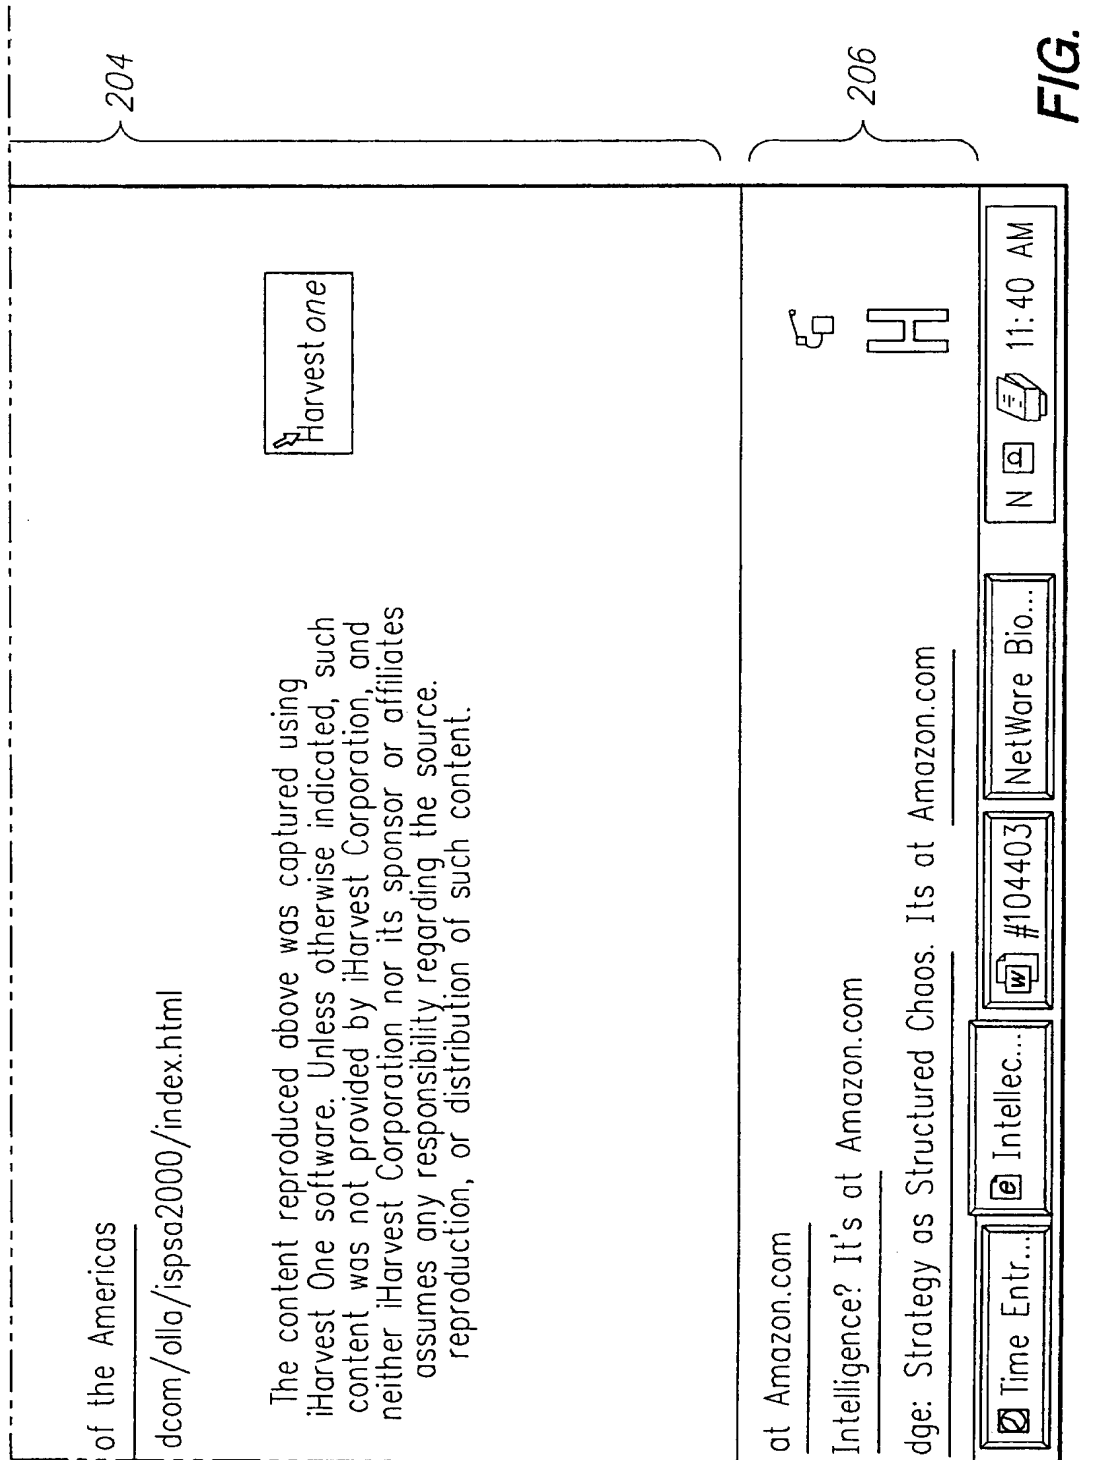 204
of the Americas
dcom/olla/ispsa2000/index.html
The content reproduced above was captured using
iHarvest One software. Unless otherwise indicated, such
content was not provided by iHarvest Corporation, and
neither iHarvest Corporation nor its sponsor or affiliates
assumes any responsibility regarding the source.
reproduction, or distribution of such content.
Harvest one
206
at Amazon.com
Intelligence? It's at Amazon.com
dge: Strategy as Structured Chaos. Its at Amazon.com
H
Time Entr...
e Intellec...
W #104403
NetWare Bio...
N
11:40 AM
FIG.